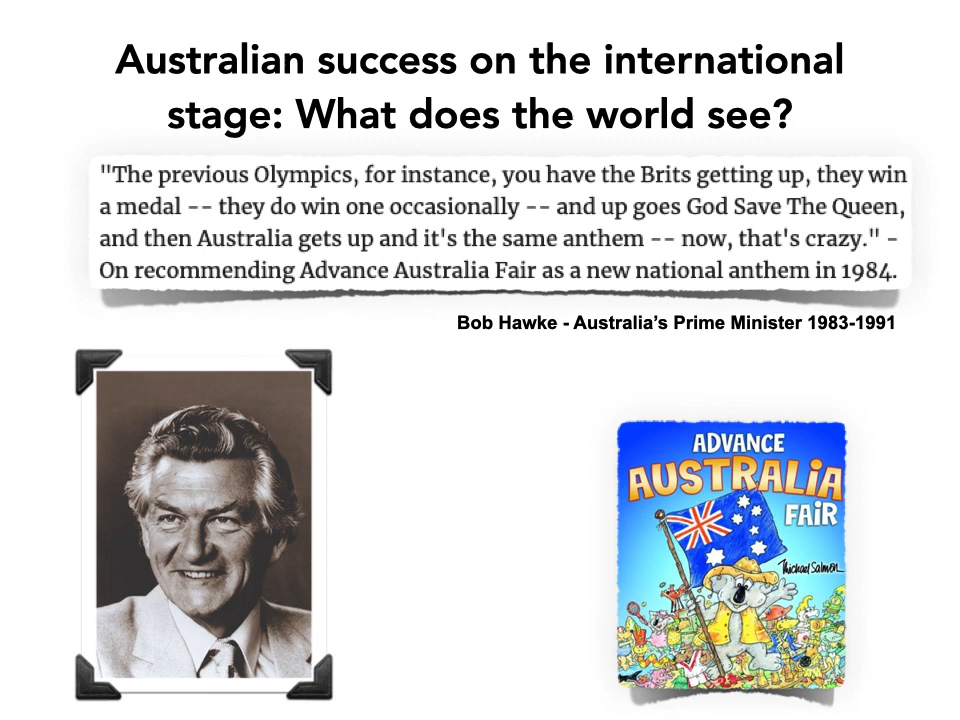 Australian success on the international
stage: What does the world see?
"The previous Olympics, for instance, you have the Brits getting up, they win
a medal -- they do win one occasionally -- and up goes God Save The Queen,
and then Australia gets up and it's the same anthem -- now, that's crazy." -
On recommending Advance Australia Fair as a new national anthem in 1984.
Bob Hawke - Australia’s Prime Minister 1983-1991
ADVANCE
AUSTRALiA
FAiR
Michael Salmon